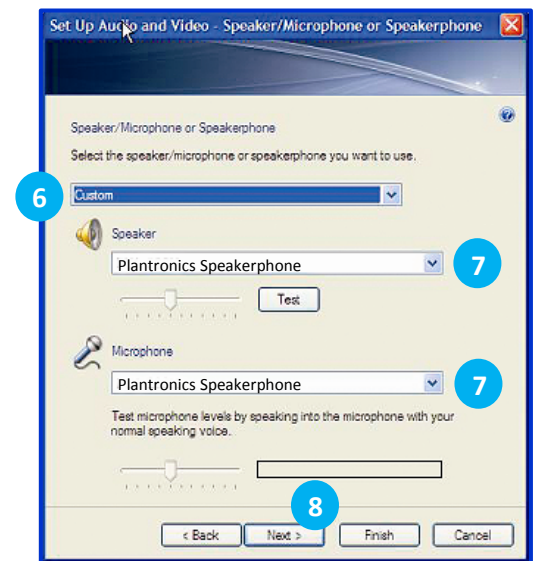 Set Up Audio and Video - Speaker/Microphone or Speakerphone
Speaker/Microphone or Speakerphone
Select the speaker/microphone or speakerphone you want to use.
6
Custom
Speaker
Plantronics Speakerphone
7
Test
Microphone
Plantronics Speakerphone
7
Test microphone levels by speaking into the microphone with your
normal speaking voice.
8
< Back Next > Finish Cancel